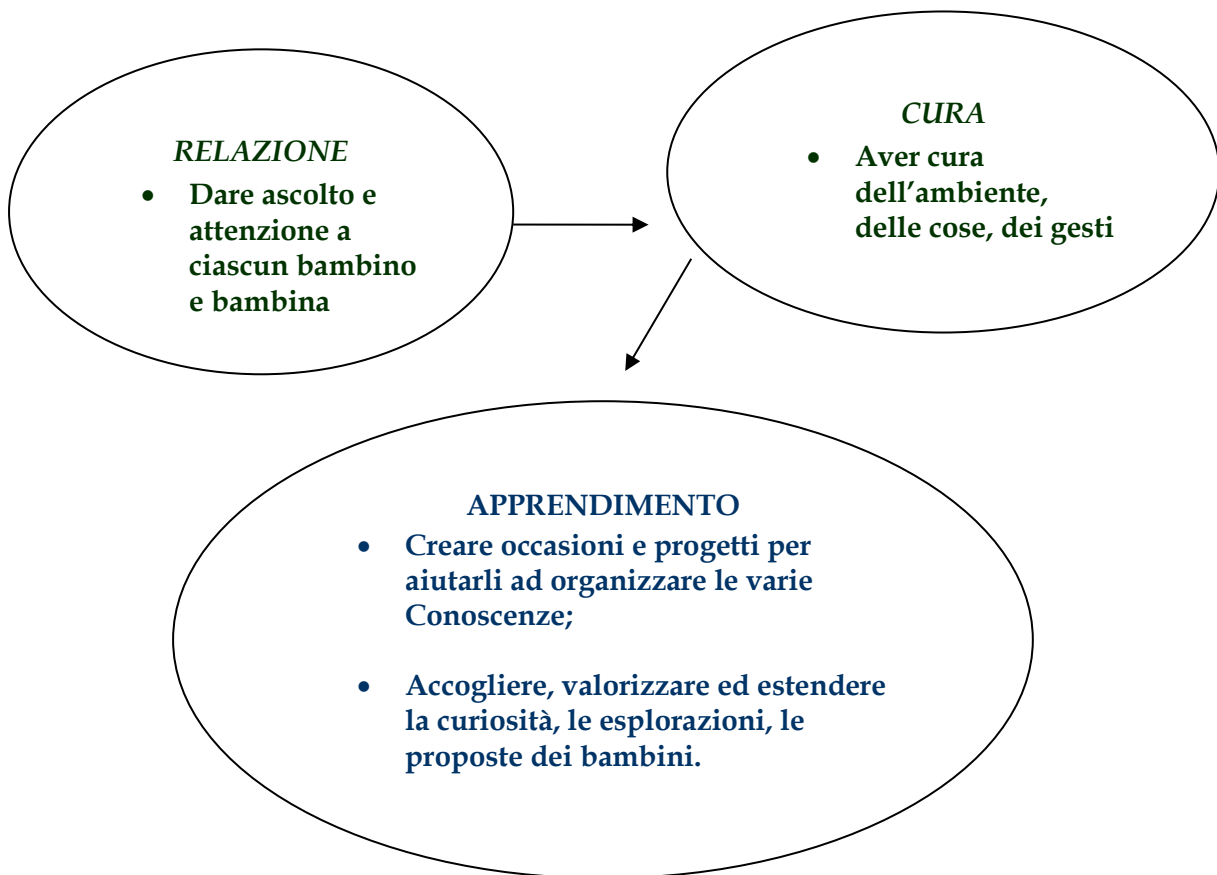 RELAZIONE
• Dare ascolto e
attenzione a
ciascun bambino
e bambina
CURA
• Aver cura
dell’ambiente,
delle cose, dei gesti
APPRENDIMENTO
• Creare occasioni e progetti per
aiutarli ad organizzare le varie
Conoscenze;
• Accogliere, valorizzare ed estendere
la curiosità, le esplorazioni, le
proposte dei bambini.